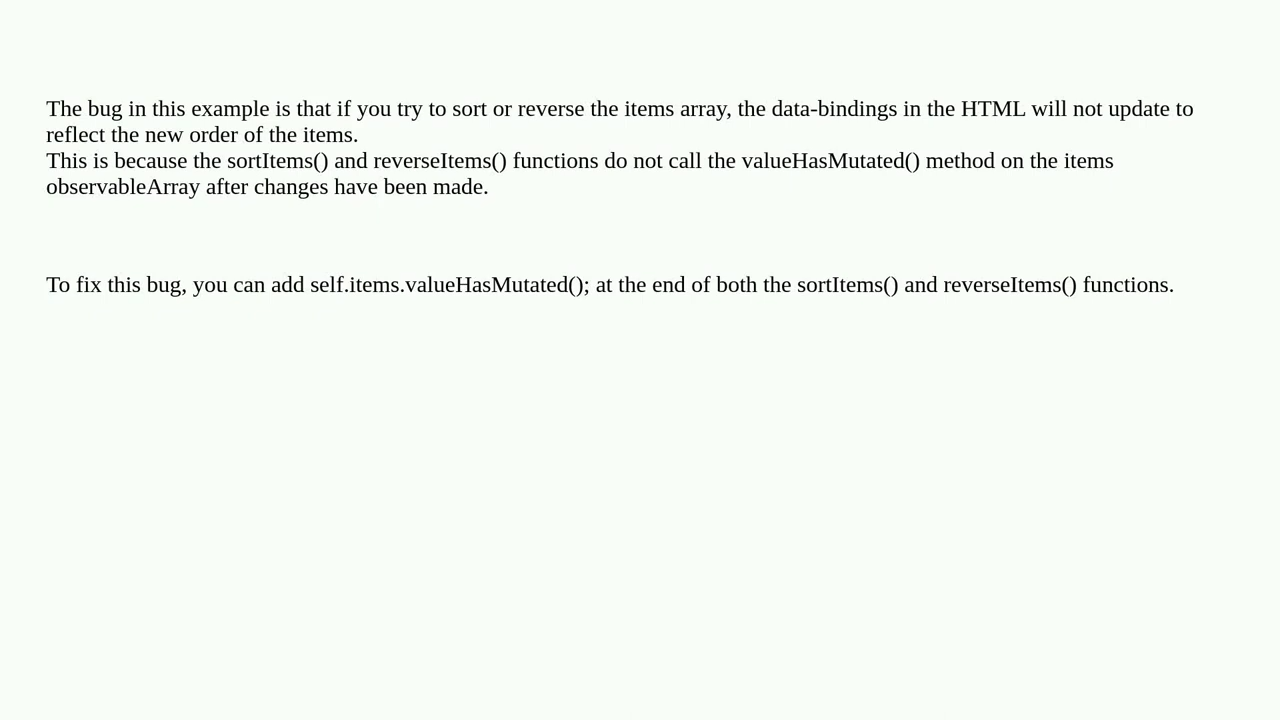 The bug in this example is that if you try to sort or reverse the items array, the data-bindings in the HTML will not update to
reflect the new order of the items.
This is because the sortItems() and reverseItems() functions do not call the valueHasMutated() method on the items
observableArray after changes have been made.
To fix this bug, you can add self.items.valueHasMutated(); at the end of both the sortItems() and reverseItems() functions.